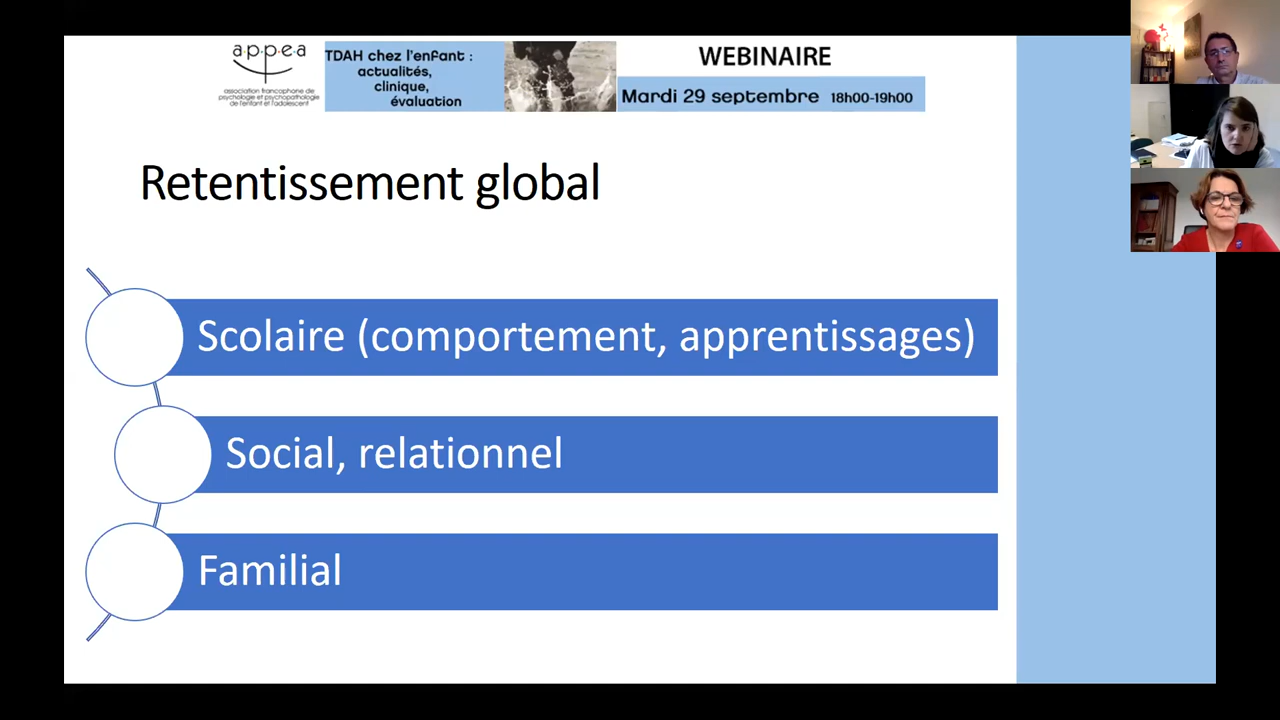 a·p·p·e·a
association francophone de
psychologie et psychopathologie
de l'enfant et l'adolescent
TDAH chez l'enfant :
actualités,
clinique,
évaluation
WEBINAIRE
Mardi 29 septembre 18h00-19h00
Retentissement global
Scolaire (comportement, apprentissages)
Social, relationnel
Familial